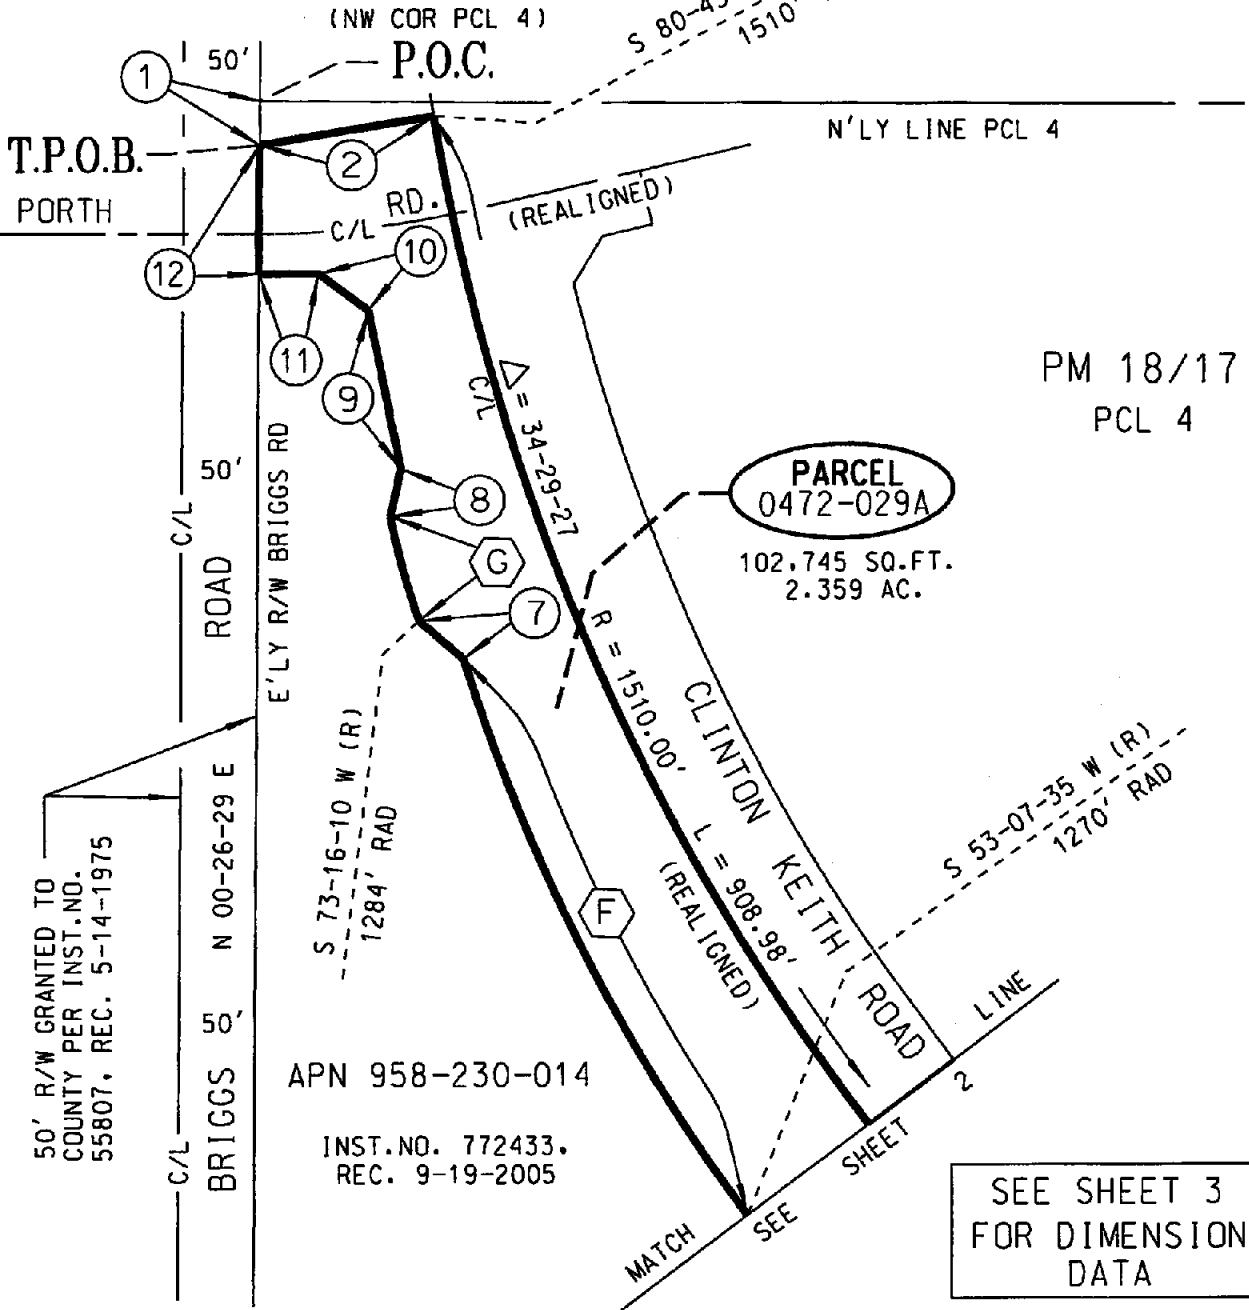 (NW COR PCL 4)
P.O.C.
50'
1
S 80-45
1510'
N'LY LINE PCL 4
T.P.O.B.
2
PORTH
RD.
C/L
(REALIGNED)
10
12
11
9
C/L
Δ = 34-29-27
PM 18/17
PCL 4
50'
C/L
ROAD
E'LY R/W BRIGGS RD
8
G
7
PARCEL
0472-029A
102,745 SQ.FT.
2.359 AC.
R = 1510.00'
L = 908.98'
(REALIGNED)
CLINTON KEITH ROAD
S 73-16-10 W (R)
1284' RAD
S 53-07-35 W (R)
1270' RAD
N 00-26-29 E
F
50' R/W GRANTED TO
COUNTY PER INST.NO.
55807, REC. 5-14-1975
50'
C/L
BRIGGS
APN 958-230-014
INST.NO. 772433,
REC. 9-19-2005
MATCH LINE
SEE SHEET 2
SEE SHEET 3
FOR DIMENSION
DATA